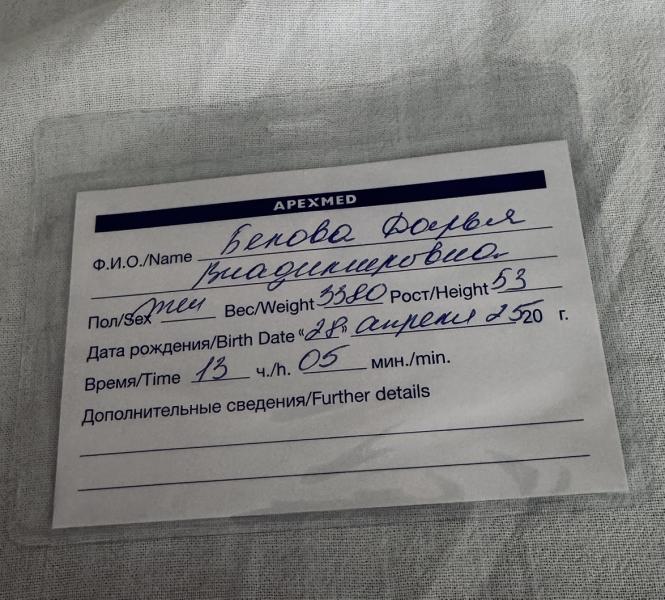 APEXMED
Ф.И.О./Name Белова Дарья
Владимировна
Пол/Sex жен Вес/Weight 3380 Рост/Height 53
Дата рождения/Birth Date «28» апреля 25 20 г.
Время/Time 13 ч./h. 05 мин./min.
Дополнительные сведения/Further details